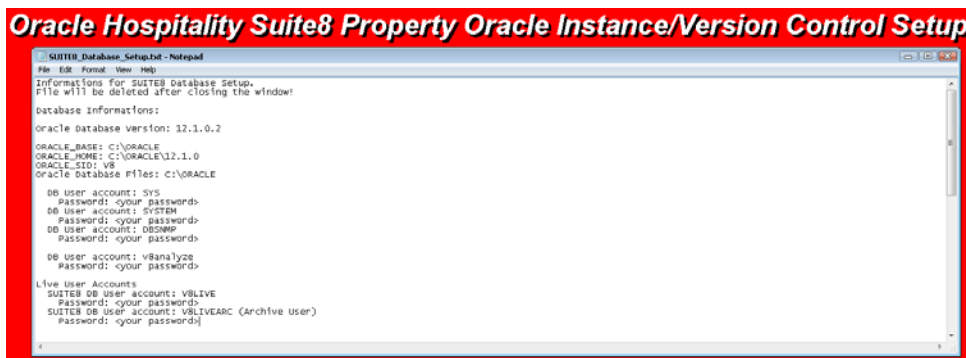 Oracle Hospitality Suite8 Property Oracle Instance/Version Control Setup
SUITE8_Database_Setup.txt - Notepad
File Edit Format View Help
Informations for SUITE8 Database Setup.
File will be deleted after closing the window!
Database Informations:
Oracle Database Version: 12.1.0.2
ORACLE_BASE: C:\ORACLE
ORACLE_HOME: C:\ORACLE\12.1.0
ORACLE_SID: V8
Oracle Database Files: C:\ORACLE
DB User account: SYS
Password: <your password>
DB User account: SYSTEM
Password: <your password>
DB User account: DBSNMP
Password: <your password>
DB User account: v8analyze
Password: <your password>
Live User Accounts
SUITE8 DB User account: V8LIVE
Password: <your password>
SUITE8 DB User account: V8LIVEARC (Archive User)
Password: <your password>